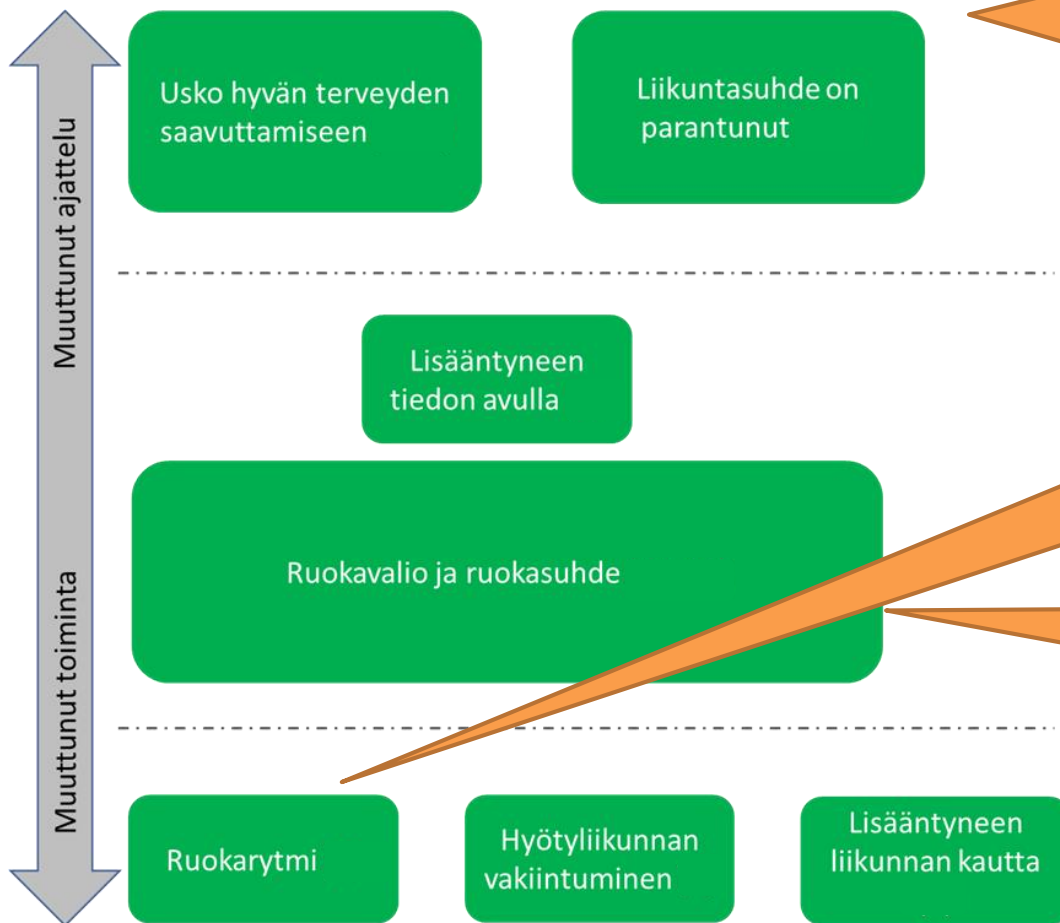 Muuttunut ajattelu
Usko hyvän terveyden
saavuttamiseen
Liikuntasuhde on
parantunut
Lisääntyneen
tiedon avulla
Ruokavalio ja ruokasuhde
Muuttunut toiminta
Ruokarytmi
Hyötyliikunnan
vakiintuminen
Lisääntyneen
liikunnan kautta